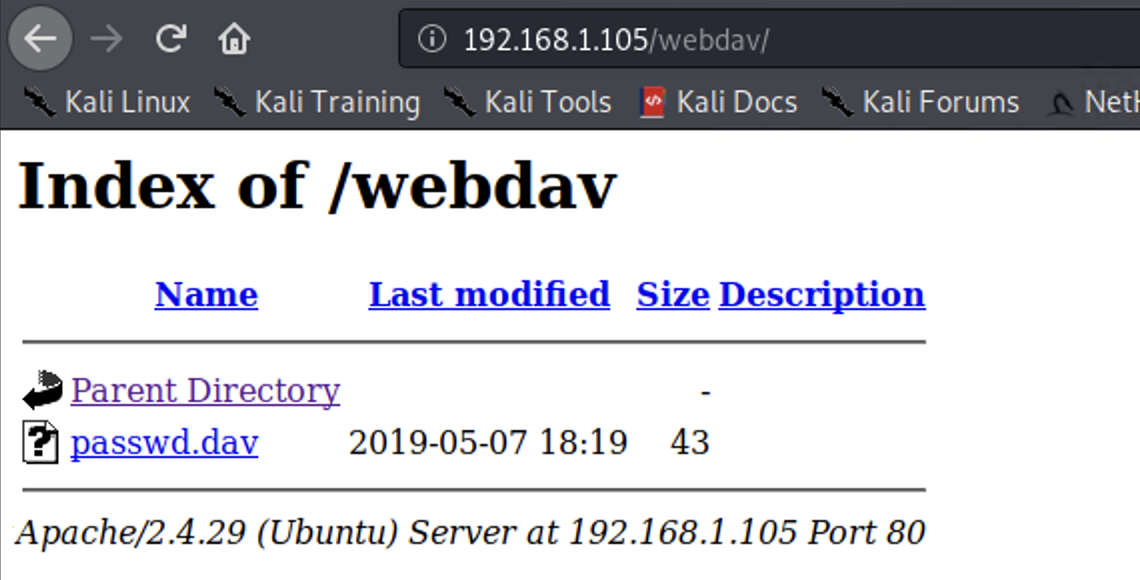 192.168.1.105/webdav/
Kali Linux Kali Training Kali Tools Kali Docs Kali Forums NetH
Index of /webdav
Name Last modified Size Description
Parent Directory -
passwd.dav 2019-05-07 18:19 43
Apache/2.4.29 (Ubuntu) Server at 192.168.1.105 Port 80